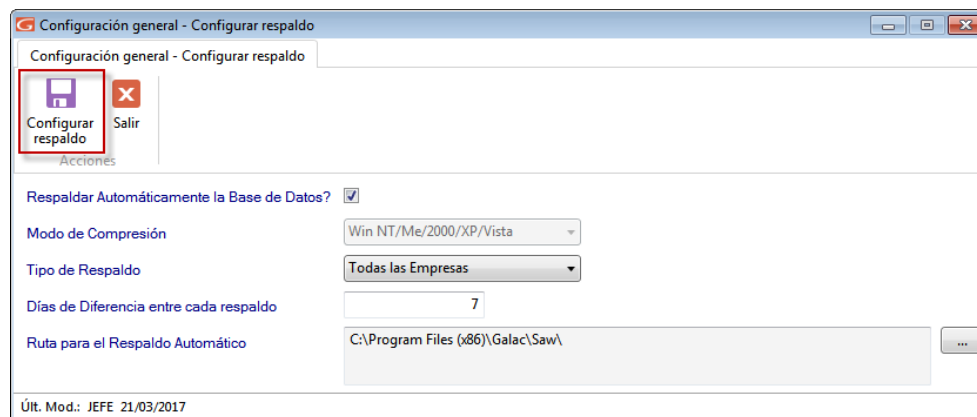 Configuración general - Configurar respaldo
Configuración general - Configurar respaldo
Configurar respaldo
Salir
Acciones
Respaldar Automáticamente la Base de Datos?
Modo de Compresión
Win NT/Me/2000/XP/Vista
Tipo de Respaldo
Todas las Empresas
Días de Diferencia entre cada respaldo
7
Ruta para el Respaldo Automático
C:\Program Files (x86)\Galac\Saw\
...
Últ. Mod.: JEFE 21/03/2017